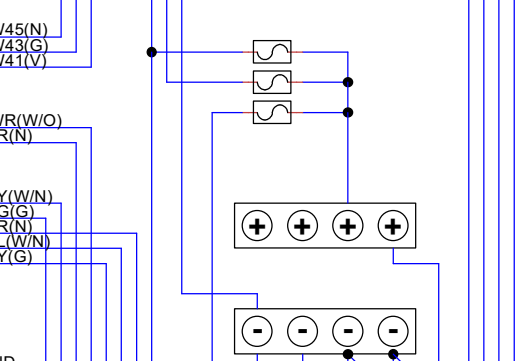 45(N)
43(G)
41(V)
R(W/O)
R(N)
Y(W/N)
G(G)
R(N)
L(W/N)
Y(G)
+ + + +
- - - -